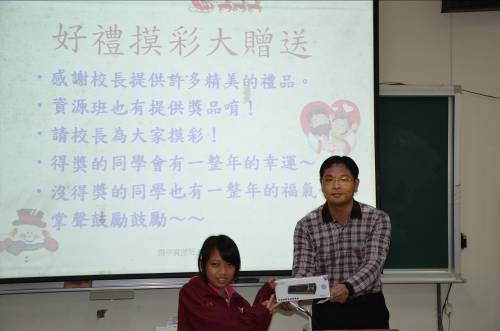 好禮摸彩大贈送
•感謝校長提供許多精美的禮品。
•資源班也有提供獎品唷！
•請校長為大家摸彩！
•得獎的同學會有一整年的幸運～
•沒得獎的同學也有一整年的福氣
掌聲鼓勵鼓勵～～